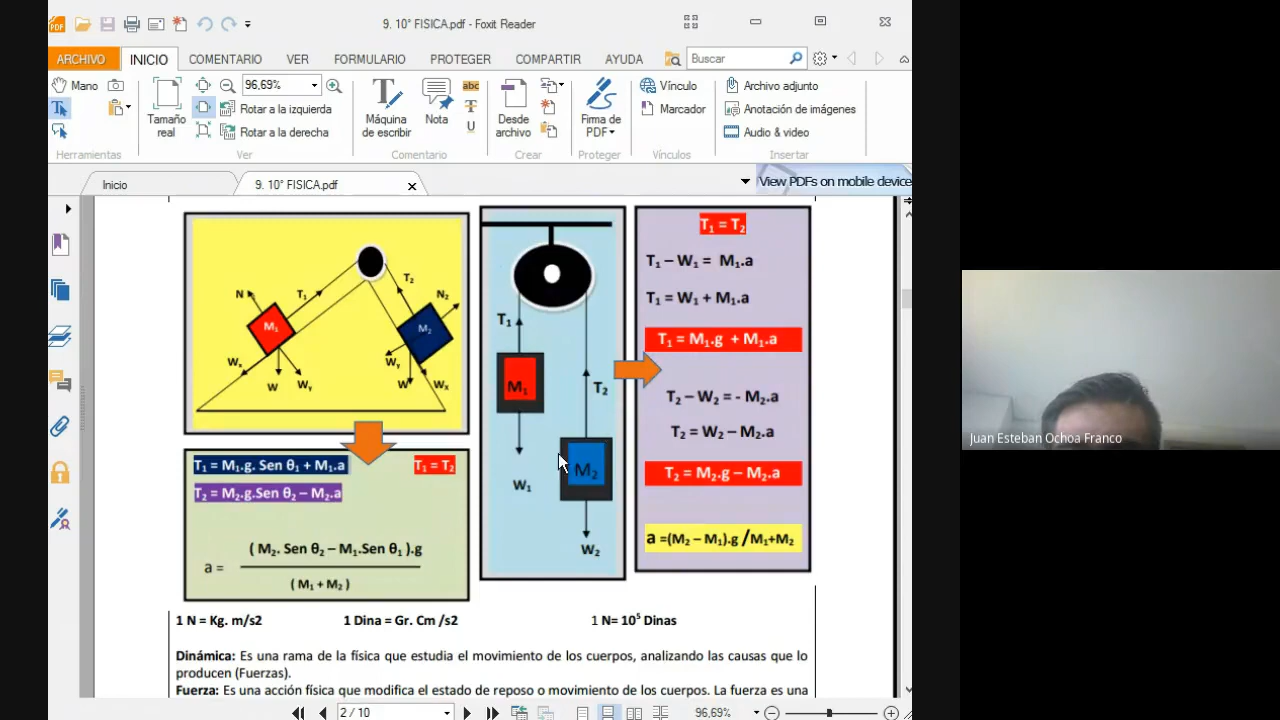 9. 10° FISICA.pdf - Foxit Reader
ARCHIVO INICIO COMENTARIO VER FORMULARIO PROTEGER COMPARTIR AYUDA Buscar
Mano
Tamaño real
96,69%
Rotar a la izquierda
Rotar a la derecha
Máquina de escribir
Nota
Desde archivo
Firma de PDF
Vínculo
Marcador
Archivo adjunto
Anotación de imágenes
Audio & video
Herramientas Ver Comentario Crear Proteger Vínculos Insertar
Inicio 9. 10° FISICA.pdf View PDFs on mobile device
N T₁ M₁ Wₓ W Wᵧ
T₂ N₂ M₂ Wᵧ W Wₓ
T₁ = M₁.g. Sen θ₁ + M₁.a T₁ = T₂
T₂ = M₂.g.Sen θ₂ – M₂.a
( M₂. Sen θ₂ – M₁.Sen θ₁ ).g
a =
( M₁ + M₂ )
T₁ M₁ W₁
T₂ M₂ W₂
T₁ = T₂
T₁ – W₁ = M₁.a
T₁ = W₁ + M₁.a
T₁ = M₁.g + M₁.a
T₂ – W₂ = - M₂.a
T₂ = W₂ – M₂.a
T₂ = M₂.g – M₂.a
a =(M₂ – M₁).g /M₁+M₂
1 N = Kg. m/s2 1 Dina = Gr. Cm /s2 1 N= 10⁵ Dinas
Dinámica: Es una rama de la física que estudia el movimiento de los cuerpos, analizando las causas que lo
producen (Fuerzas).
Fuerza: Es una acción física que modifica el estado de reposo o movimiento de los cuerpos. La fuerza es una
2 / 10 96,69%
Juan Esteban Ochoa Franco